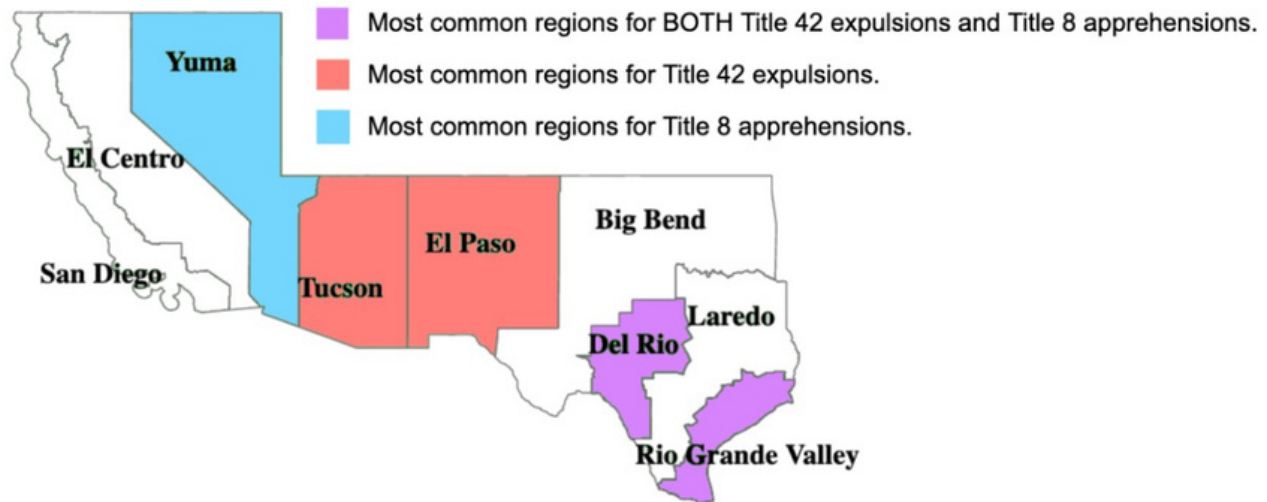 Most common regions for BOTH Title 42 expulsions and Title 8 apprehensions.
Yuma
Most common regions for Title 42 expulsions.
Most common regions for Title 8 apprehensions.
El Centro
Big Bend
El Paso
San Diego
Tucson
Laredo
Del Rio
Rio Grande Valley